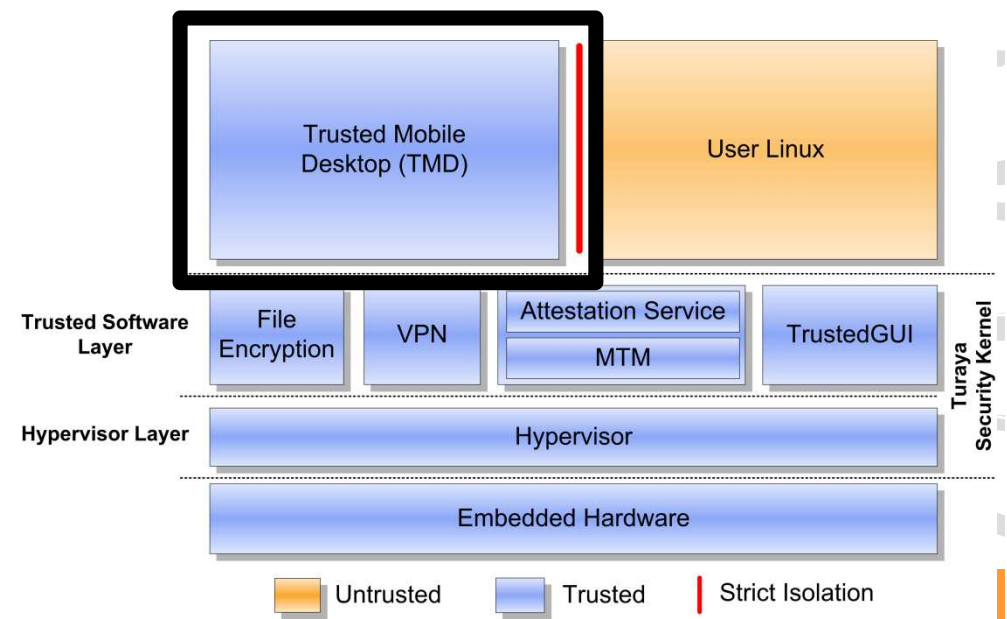 Trusted Mobile
Desktop (TMD)
User Linux
Trusted Software
Layer
File
Encryption
VPN
Attestation Service
MTM
TrustedGUI
Turaya
Security Kernel
Hypervisor Layer
Hypervisor
Embedded Hardware
Untrusted
Trusted
Strict Isolation